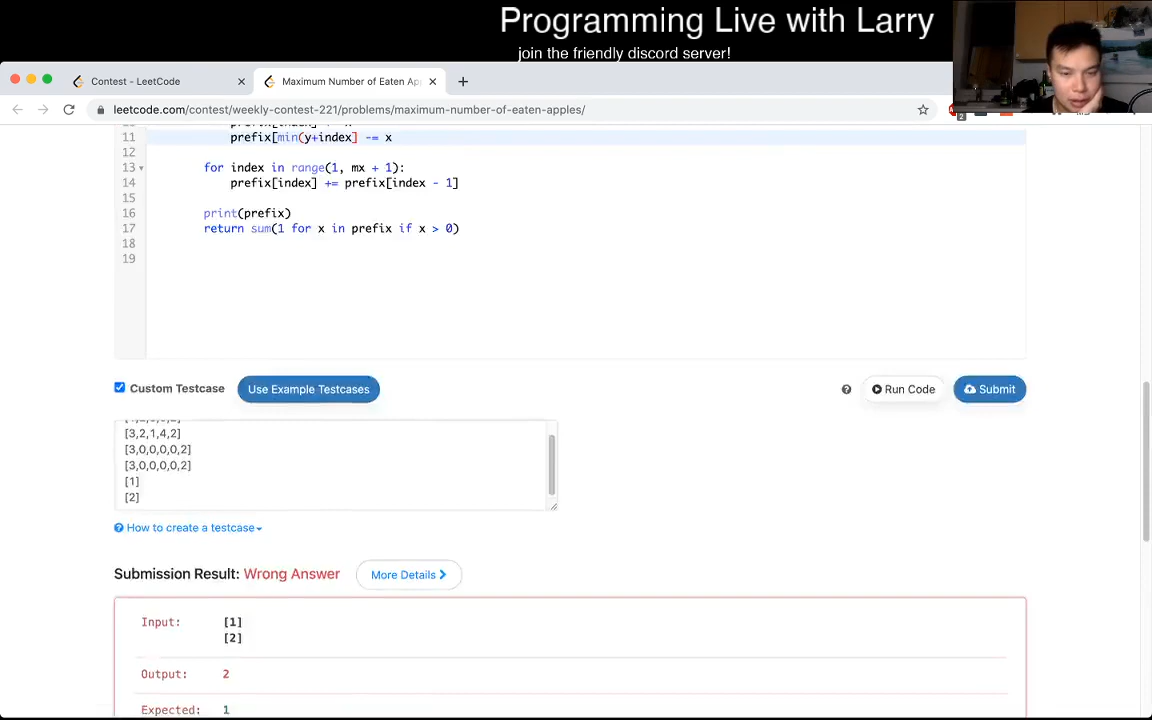 Programming Live with Larry
join the friendly discord server!
Contest - LeetCode
Maximum Number of Eaten Ap
leetcode.com/contest/weekly-contest-221/problems/maximum-number-of-eaten-apples/
2
11 prefix[min(y+index] -= x
12
13 for index in range(1, mx + 1):
14 prefix[index] += prefix[index - 1]
15
16 print(prefix)
17 return sum(1 for x in prefix if x > 0)
18
19
Custom Testcase
Use Example Testcases
Run Code
Submit
[3,2,1,4,2]
[3,0,0,0,0,2]
[3,0,0,0,0,2]
[1]
[2]
How to create a testcase
Submission Result: Wrong Answer
More Details
Input: [1]
[2]
Output: 2
Expected: 1